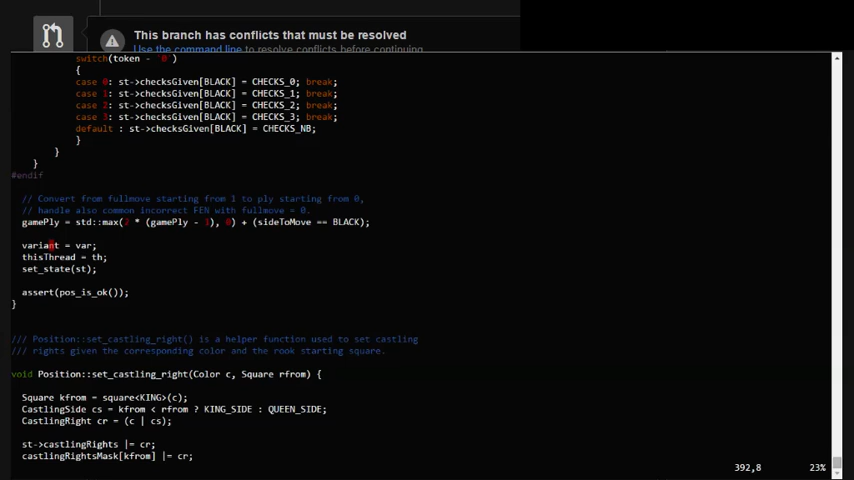 This branch has conflicts that must be resolved
Use the command line to resolve conflicts before continuing.
switch(token - '0')
{
case 0: st->checksGiven[BLACK] = CHECKS_0; break;
case 1: st->checksGiven[BLACK] = CHECKS_1; break;
case 2: st->checksGiven[BLACK] = CHECKS_2; break;
case 3: st->checksGiven[BLACK] = CHECKS_3; break;
default : st->checksGiven[BLACK] = CHECKS_NB;
}
}
}
#endif
// Convert from fullmove starting from 1 to ply starting from 0,
// handle also common incorrect FEN with fullmove = 0.
gamePly = std::max(2 * (gamePly - 1), 0) + (sideToMove == BLACK);
variant = var;
thisThread = th;
set_state(st);
assert(pos_is_ok());
}
/// Position::set_castling_right() is a helper function used to set castling
/// rights given the corresponding color and the rook starting square.
void Position::set_castling_right(Color c, Square rfrom) {
Square kfrom = square<KING>(c);
CastlingSide cs = kfrom < rfrom ? KING_SIDE : QUEEN_SIDE;
CastlingRight cr = (c | cs);
st->castlingRights |= cr;
castlingRightsMask[kfrom] |= cr;
392,8 23%